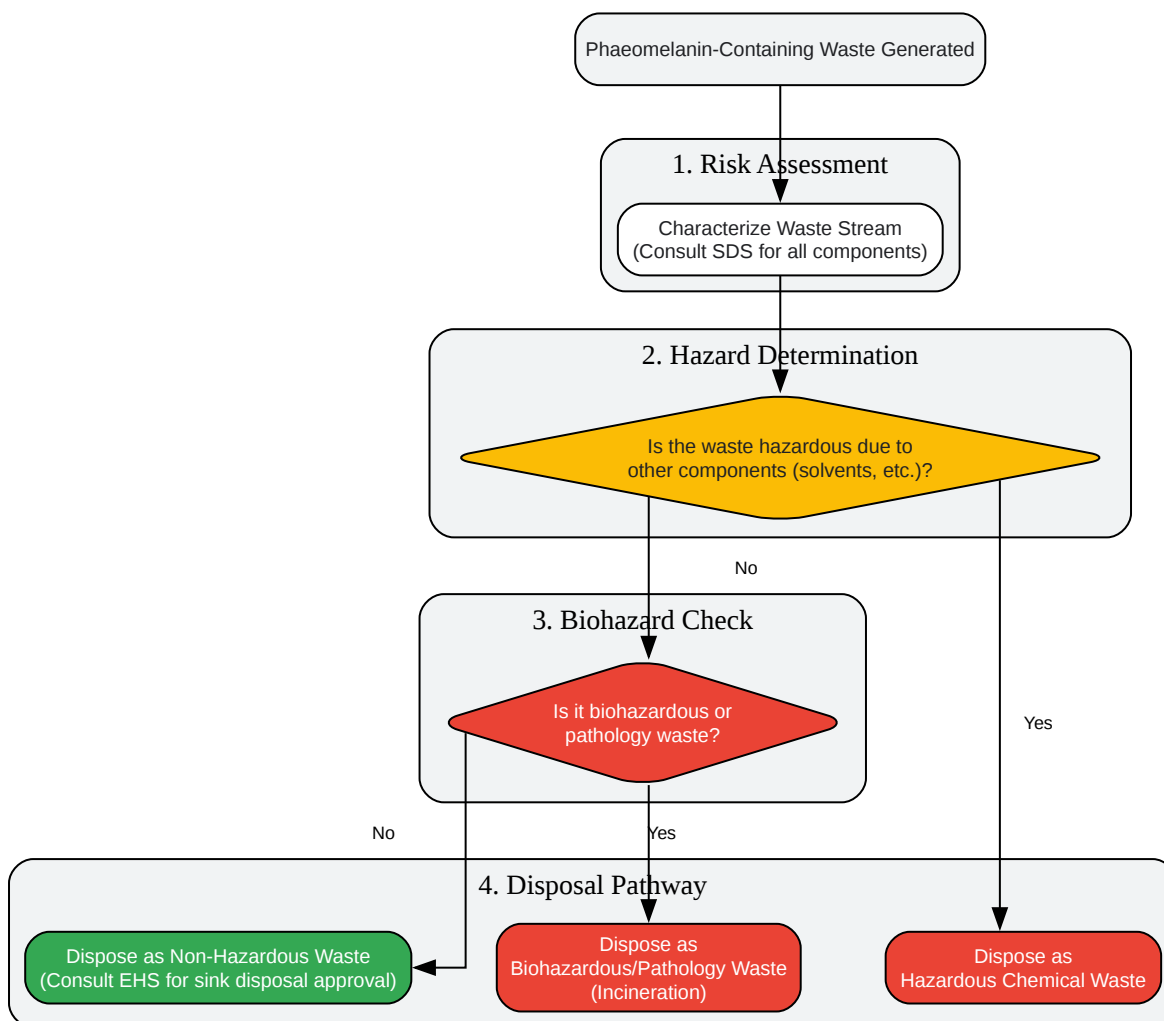 Phaeomelanin-Containing Waste Generated
1. Risk Assessment
Characterize Waste Stream
(Consult SDS for all components)
2. Hazard Determination
Is the waste hazardous due to
other components (solvents, etc.)?
No
3. Biohazard Check
Is it biohazardous or
pathology waste?
Yes
No
Yes
4. Disposal Pathway
Dispose as Non-Hazardous Waste
(Consult EHS for sink disposal approval)
Dispose as
Biohazardous/Pathology Waste
(Incineration)
Dispose as
Hazardous Chemical Waste